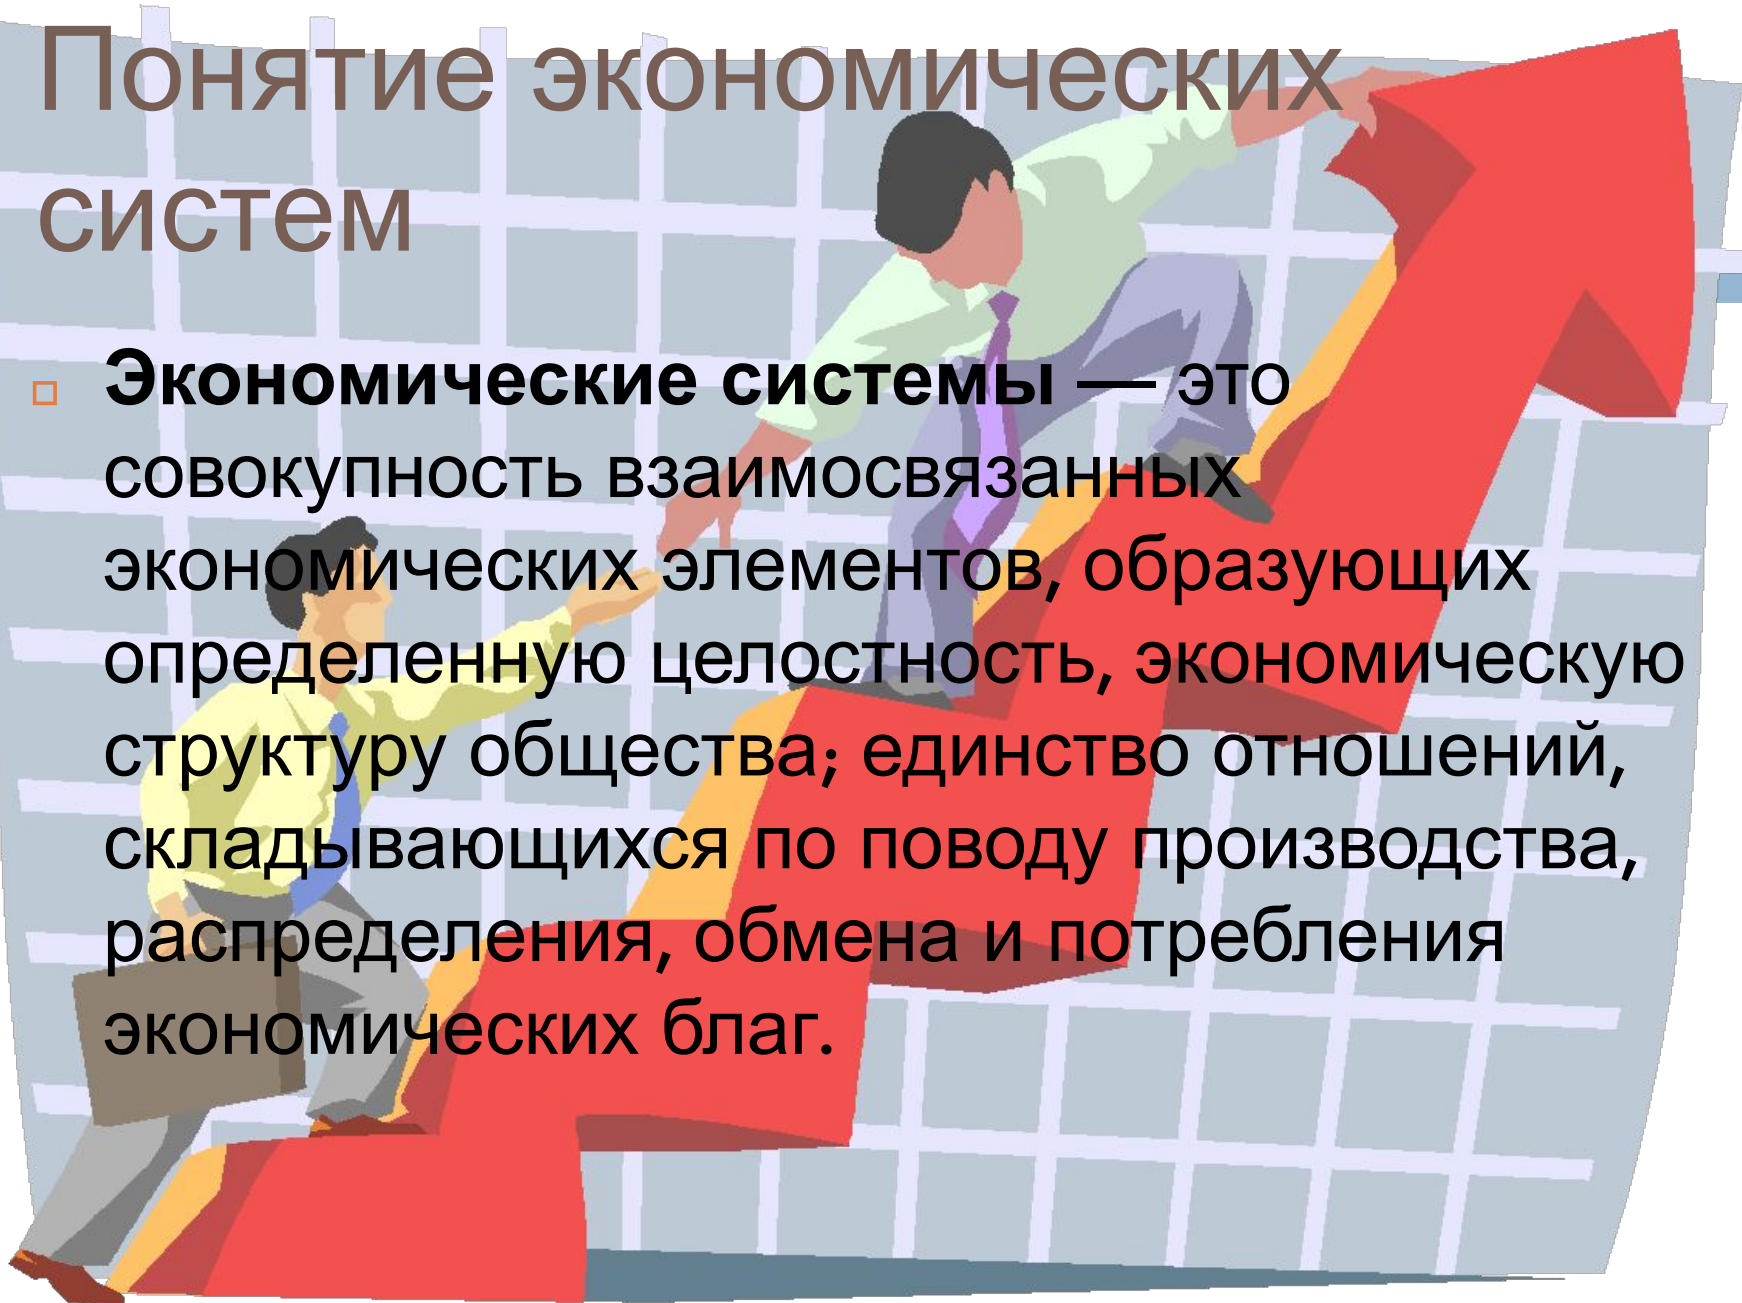 Понятие экономических
систем
Экономические системы — это
совокупность взаимосвязанных
экономических элементов, образующих
определенную целостность, экономическую
структуру общества; единство отношений,
складывающихся по поводу производства,
распределения, обмена и потребления
экономических благ.